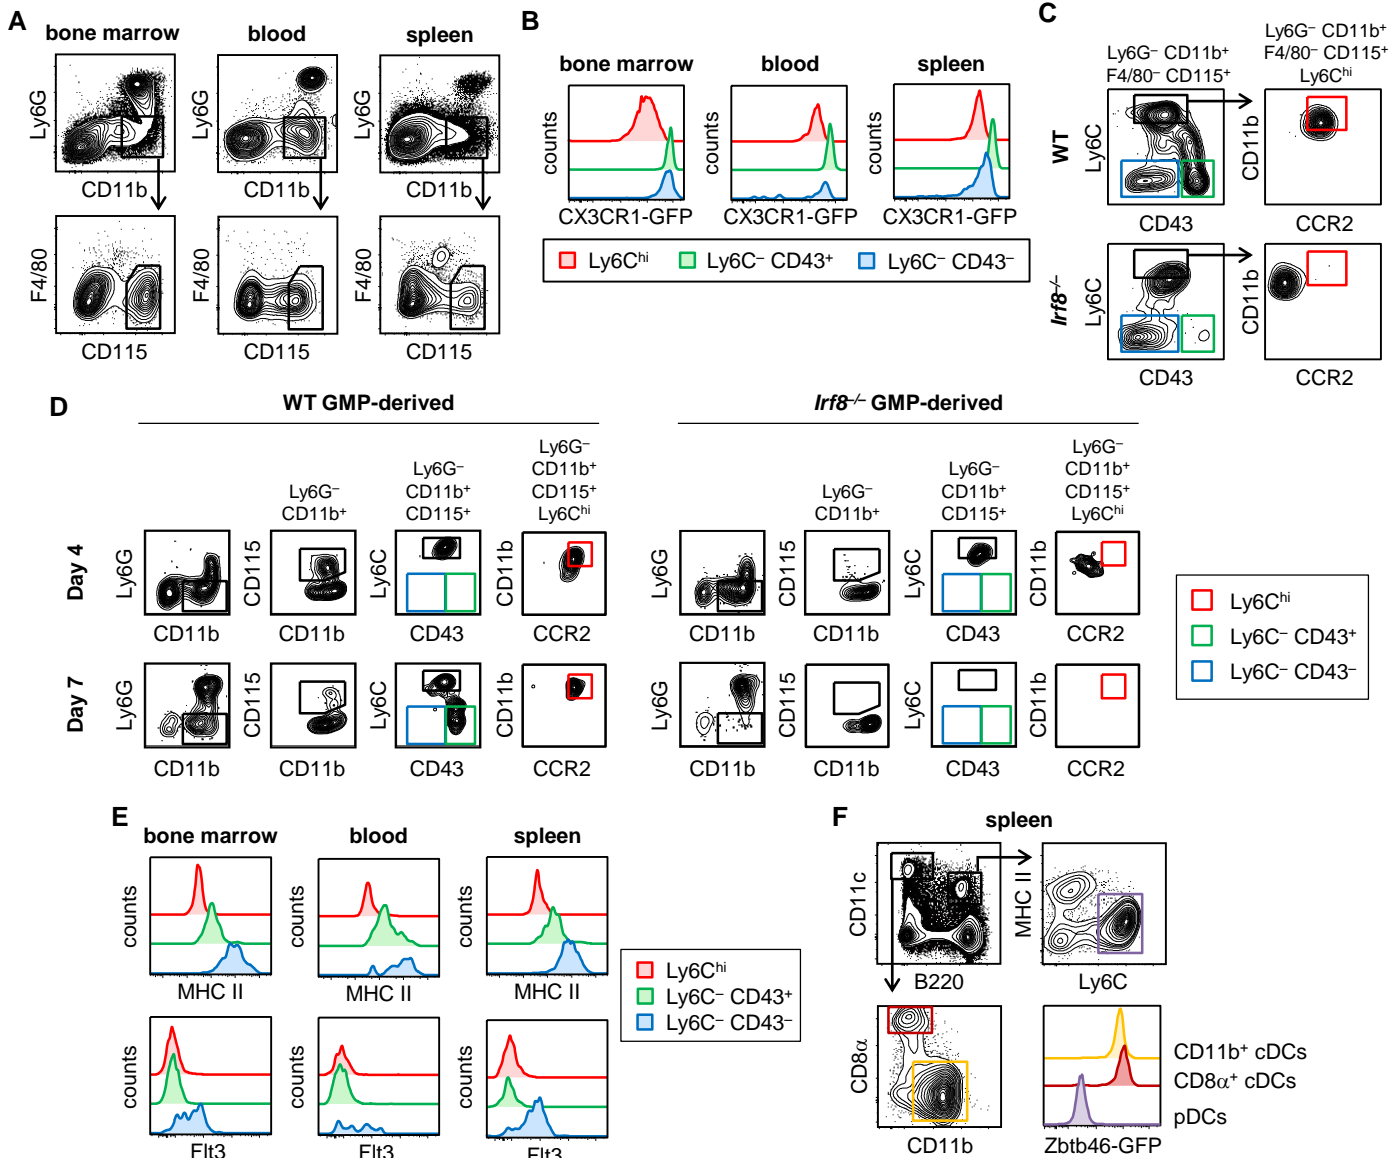 A
bone marrow
blood
spleen
Ly6G
Ly6G
Ly6G
CD11b
CD11b
CD11b
F4/80
F4/80
F4/80
CD115
CD115
CD115
B
bone marrow
blood
spleen
counts
counts
counts
CX3CR1-GFP
CX3CR1-GFP
CX3CR1-GFP
Ly6Chi
Ly6C– CD43+
Ly6C– CD43–
C
Ly6G– CD11b+
F4/80– CD115+
Ly6G– CD11b+
F4/80– CD115+
Ly6Chi
WT
Ly6C
CD11b
CD43
CCR2
Irf8–/–
Ly6C
CD11b
CD43
CCR2
D
WT GMP-derived
Irf8–/– GMP-derived
Ly6G–
CD11b+
Ly6G–
CD11b+
CD115+
Ly6G–
CD11b+
CD115+
Ly6Chi
Ly6G–
CD11b+
Ly6G–
CD11b+
CD115+
Ly6G–
CD11b+
CD115+
Ly6Chi
Day 4
Ly6G
CD115
Ly6C
CD11b
Ly6G
CD115
Ly6C
CD11b
CD11b
CD11b
CD43
CCR2
CD11b
CD11b
CD43
CCR2
Day 7
Ly6G
CD115
Ly6C
CD11b
Ly6G
CD115
Ly6C
CD11b
CD11b
CD11b
CD43
CCR2
CD11b
CD11b
CD43
CCR2
Ly6Chi
Ly6C– CD43+
Ly6C– CD43–
E
bone marrow
blood
spleen
counts
counts
counts
MHC II
MHC II
MHC II
counts
counts
counts
Flt3
Flt3
Flt3
Ly6Chi
Ly6C– CD43+
Ly6C– CD43–
F
spleen
CD11c
MHC II
B220
Ly6C
CD8α
CD11b
CD11b+ cDCs
CD8α+ cDCs
pDCs
Zbtb46-GFP